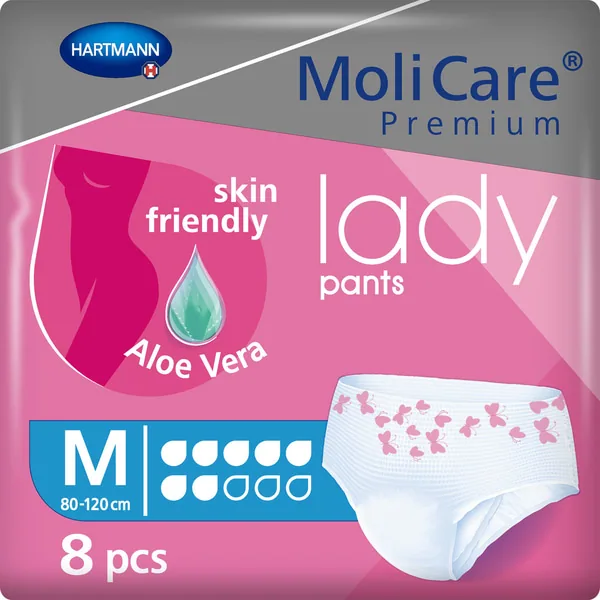 HARTMANN
MoliCare®
Premium
skin
friendly
lady
pants
Aloe Vera
M
80-120 cm
8 pcs